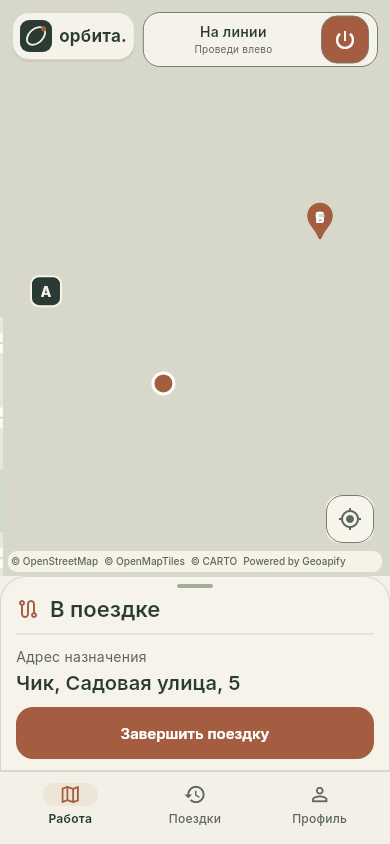 орбита.
На линии
Проведи влево
A
© OpenStreetMap © OpenMapTiles © CARTO Powered by Geoapify
В поездке
Адрес назначения
Чик, Садовая улица, 5
Завершить поездку
Работа
Поездки
Профиль